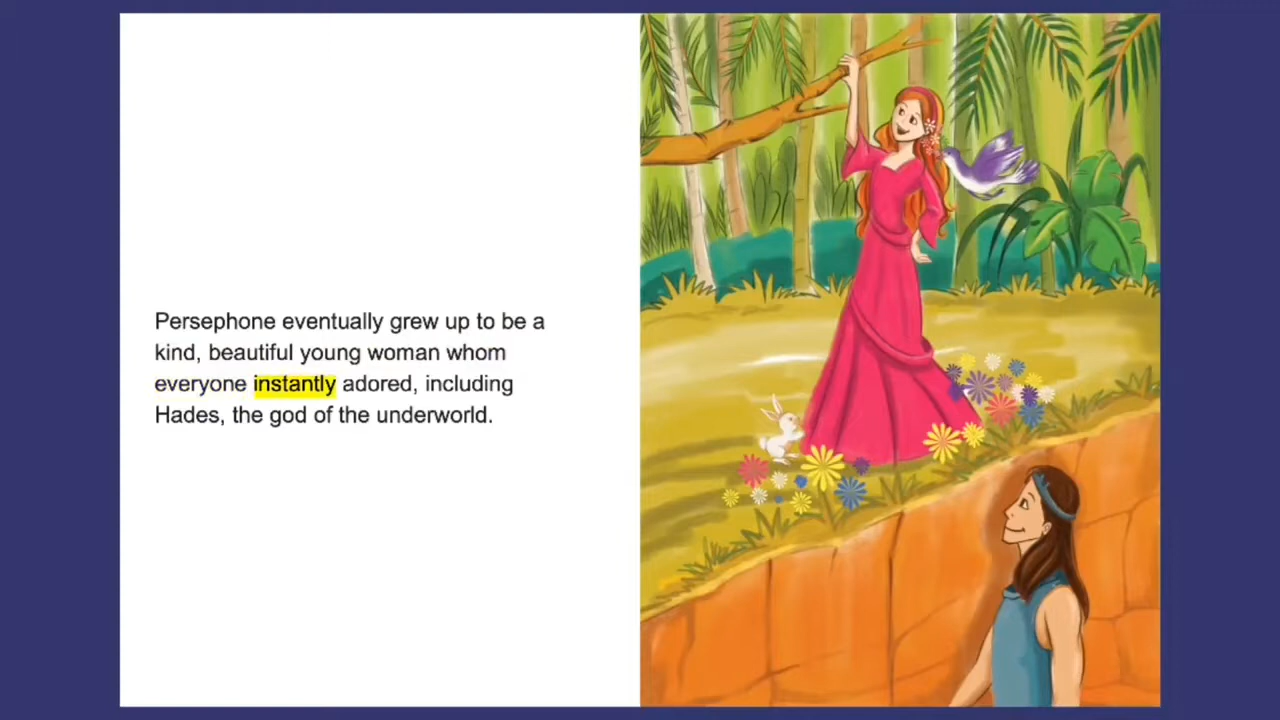 Persephone eventually grew up to be a
kind, beautiful young woman whom
everyone instantly adored, including
Hades, the god of the underworld.